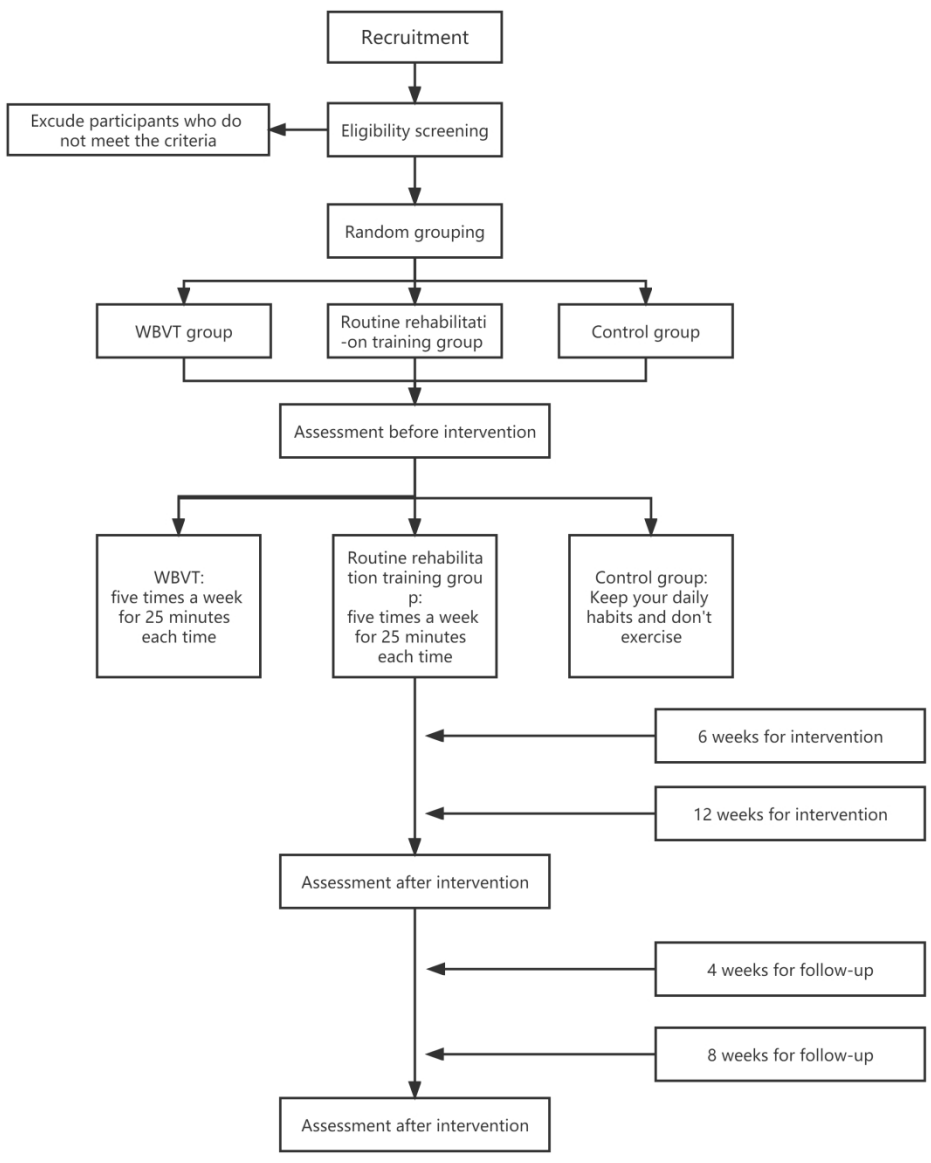 Recruitment
Excude participants who do
not meet the criteria
Eligibility screening
Random grouping
WBVT group
Routine rehabilitati
-on training group
Control group
Assessment before intervention
WBVT:
five times a week
for 25 minutes
each time
Routine rehabilita
tion training grou
p:
five times a week
for 25 minutes
each time
Control group:
Keep your daily
habits and don't
exercise
6 weeks for intervention
12 weeks for intervention
Assessment after intervention
4 weeks for follow-up
8 weeks for follow-up
Assessment after intervention